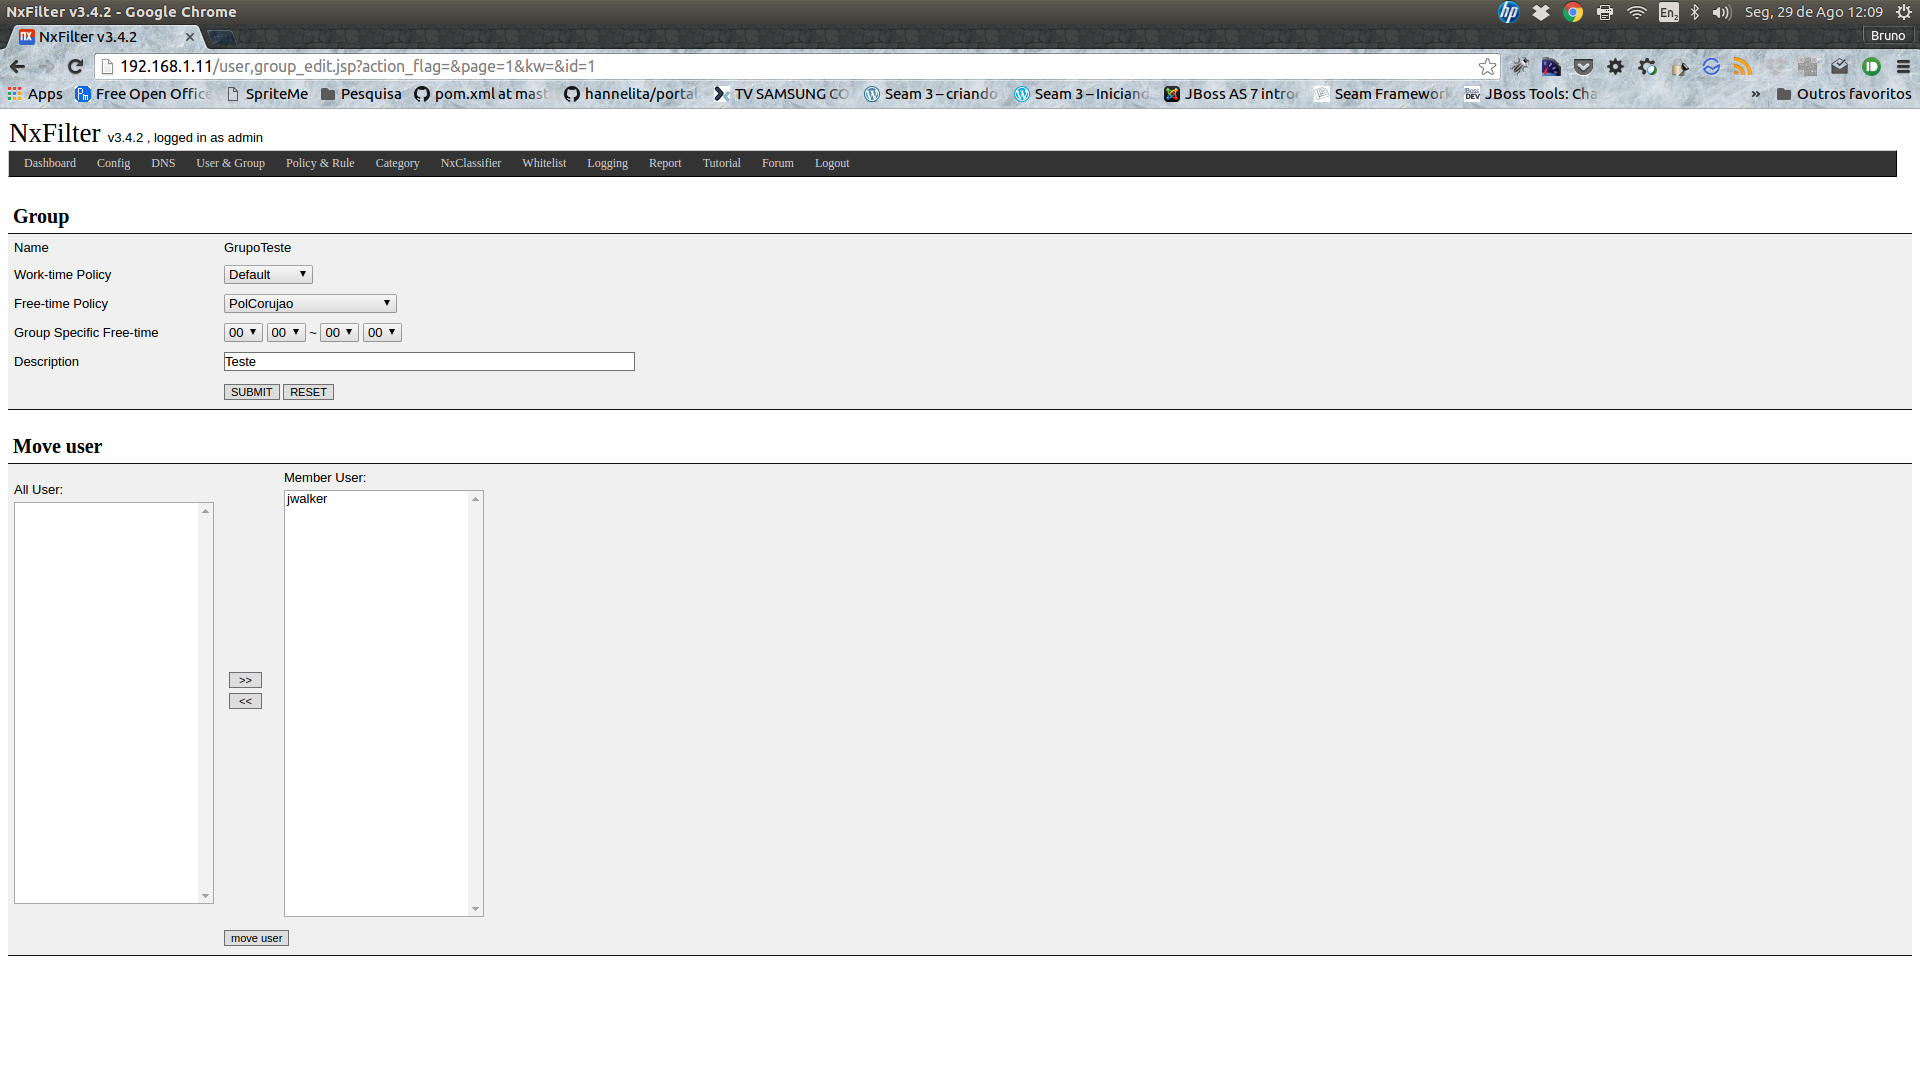 NxFilter v3.4.2 - Google Chrome
En2
Seg, 29 de Ago 12:09
NxFilter v3.4.2
Bruno
192.168.1.11/user,group_edit.jsp?action_flag=&page=1&kw=&id=1
Apps
Free Open Office
SpriteMe
Pesquisa
pom.xml at mast
hannelita/portal
TV SAMSUNG CO
Seam 3 – criando
Seam 3 – Iniciand
JBoss AS 7 intro
Seam Framework
JBoss Tools: Cha
»
Outros favoritos
NxFilter v3.4.2 , logged in as admin
Dashboard Config DNS User & Group Policy & Rule Category NxClassifier Whitelist Logging Report Tutorial Forum Logout
Group
Name GrupoTeste
Work-time Policy Default
Free-time Policy PolCorujao
Group Specific Free-time 00 00 ~ 00 00
Description Teste
SUBMIT RESET
Move user
All User:
Member User:
jwalker
>>
<<
move user